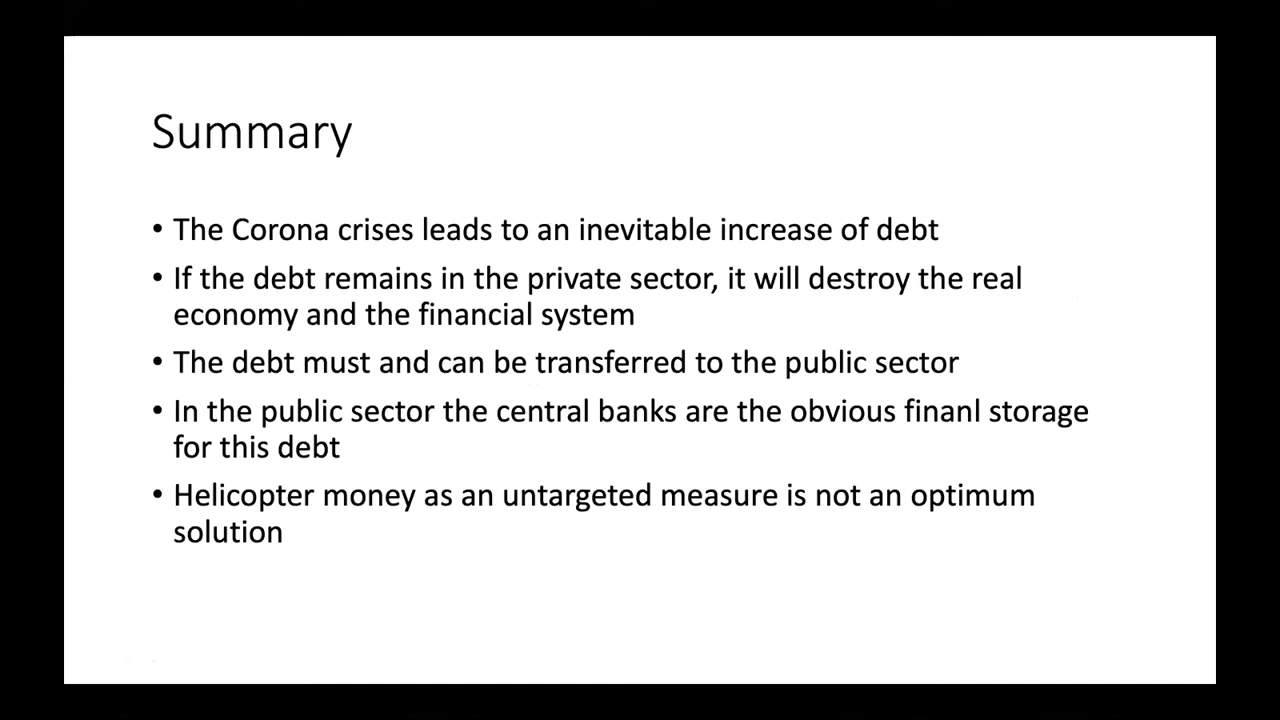 Summary
• The Corona crises leads to an inevitable increase of debt
• If the debt remains in the private sector, it will destroy the real
economy and the financial system
• The debt must and can be transferred to the public sector
• In the public sector the central banks are the obvious finanl storage
for this debt
• Helicopter money as an untargeted measure is not an optimum
solution